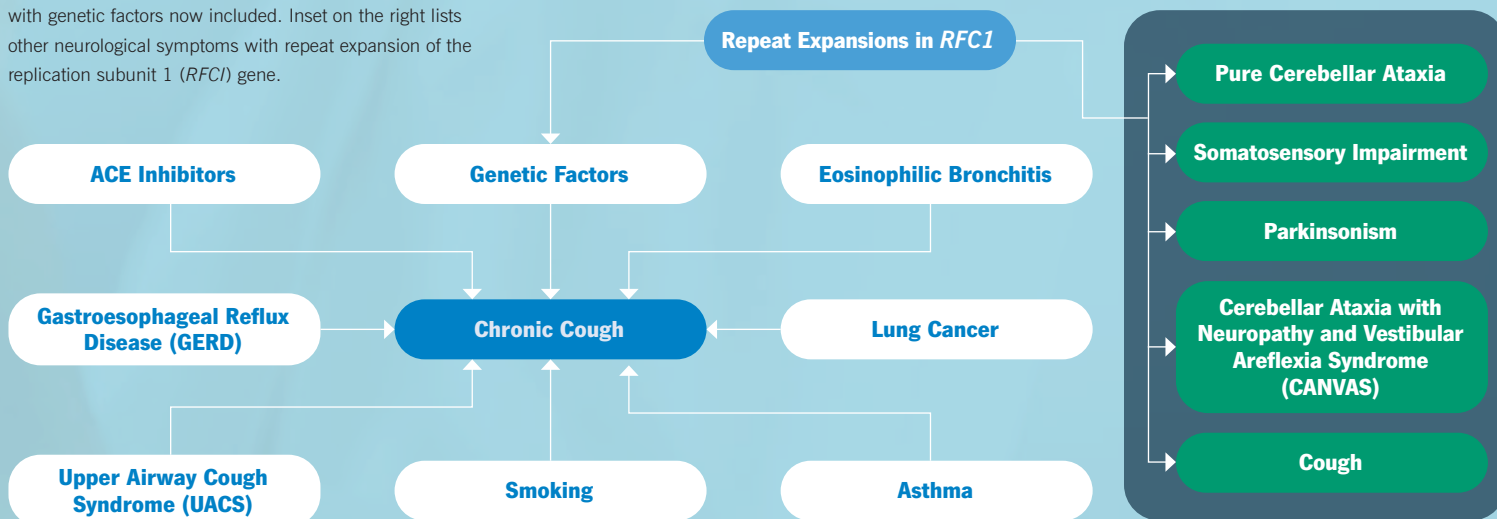 with genetic factors now included. Inset on the right lists
other neurological symptoms with repeat expansion of the
replication subunit 1 (RFCI) gene.
Repeat Expansions in RFC1
ACE Inhibitors
Genetic Factors
Eosinophilic Bronchitis
Gastroesophageal Reflux
Disease (GERD)
Chronic Cough
Lung Cancer
Upper Airway Cough
Syndrome (UACS)
Smoking
Asthma
Pure Cerebellar Ataxia
Somatosensory Impairment
Parkinsonism
Cerebellar Ataxia with
Neuropathy and Vestibular
Areflexia Syndrome
(CANVAS)
Cough